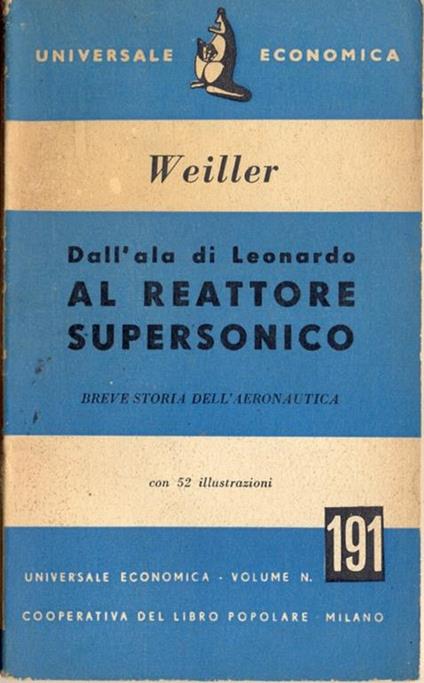 UNIVERSALE ECONOMICA
Weiller
Dall'ala di Leonardo
AL REATTORE
SUPERSONICO
BREVE STORIA DELL'AERONAUTICA
con 52 illustrazioni
UNIVERSALE ECONOMICA - VOLUME N. 191
COOPERATIVA DEL LIBRO POPOLARE - MILANO